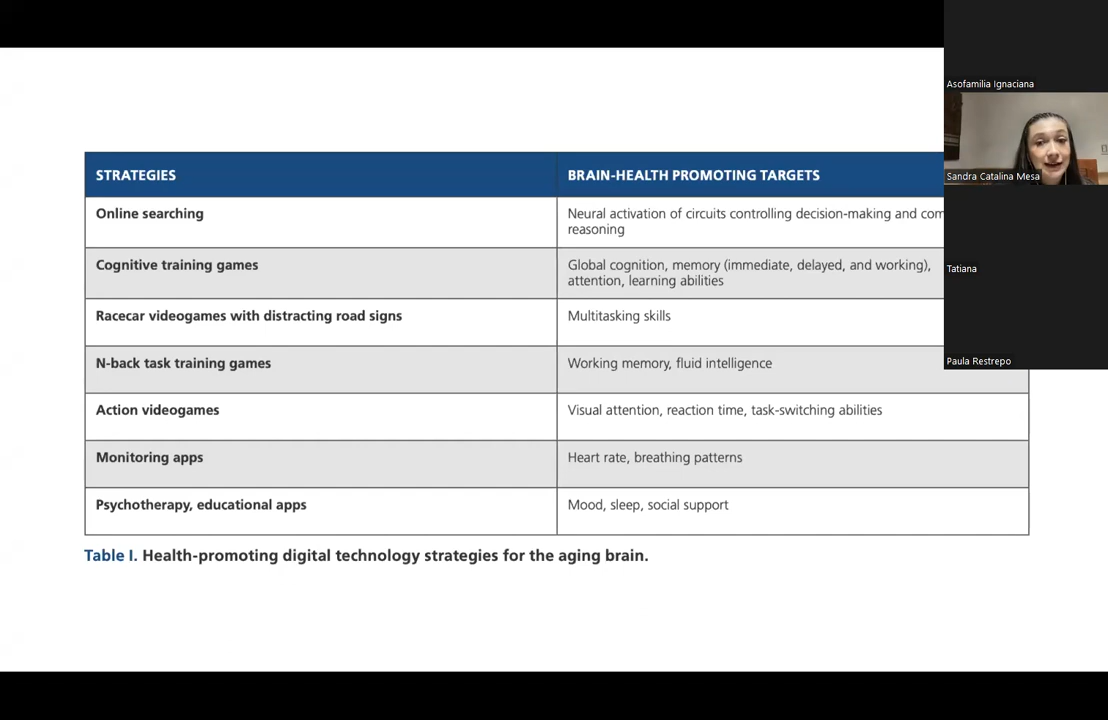 Asofamilia Ignaciana
Sandra Catalina Mesa
Tatiana
Paula Restrepo
STRATEGIES
BRAIN-HEALTH PROMOTING TARGETS
Online searching
Neural activation of circuits controlling decision-making and
reasoning
Cognitive training games
Global cognition, memory (immediate, delayed, and working),
attention, learning abilities
Racecar videogames with distracting road signs
Multitasking skills
N-back task training games
Working memory, fluid intelligence
Action videogames
Visual attention, reaction time, task-switching abilities
Monitoring apps
Heart rate, breathing patterns
Psychotherapy, educational apps
Mood, sleep, social support
Table I. Health-promoting digital technology strategies for the aging brain.